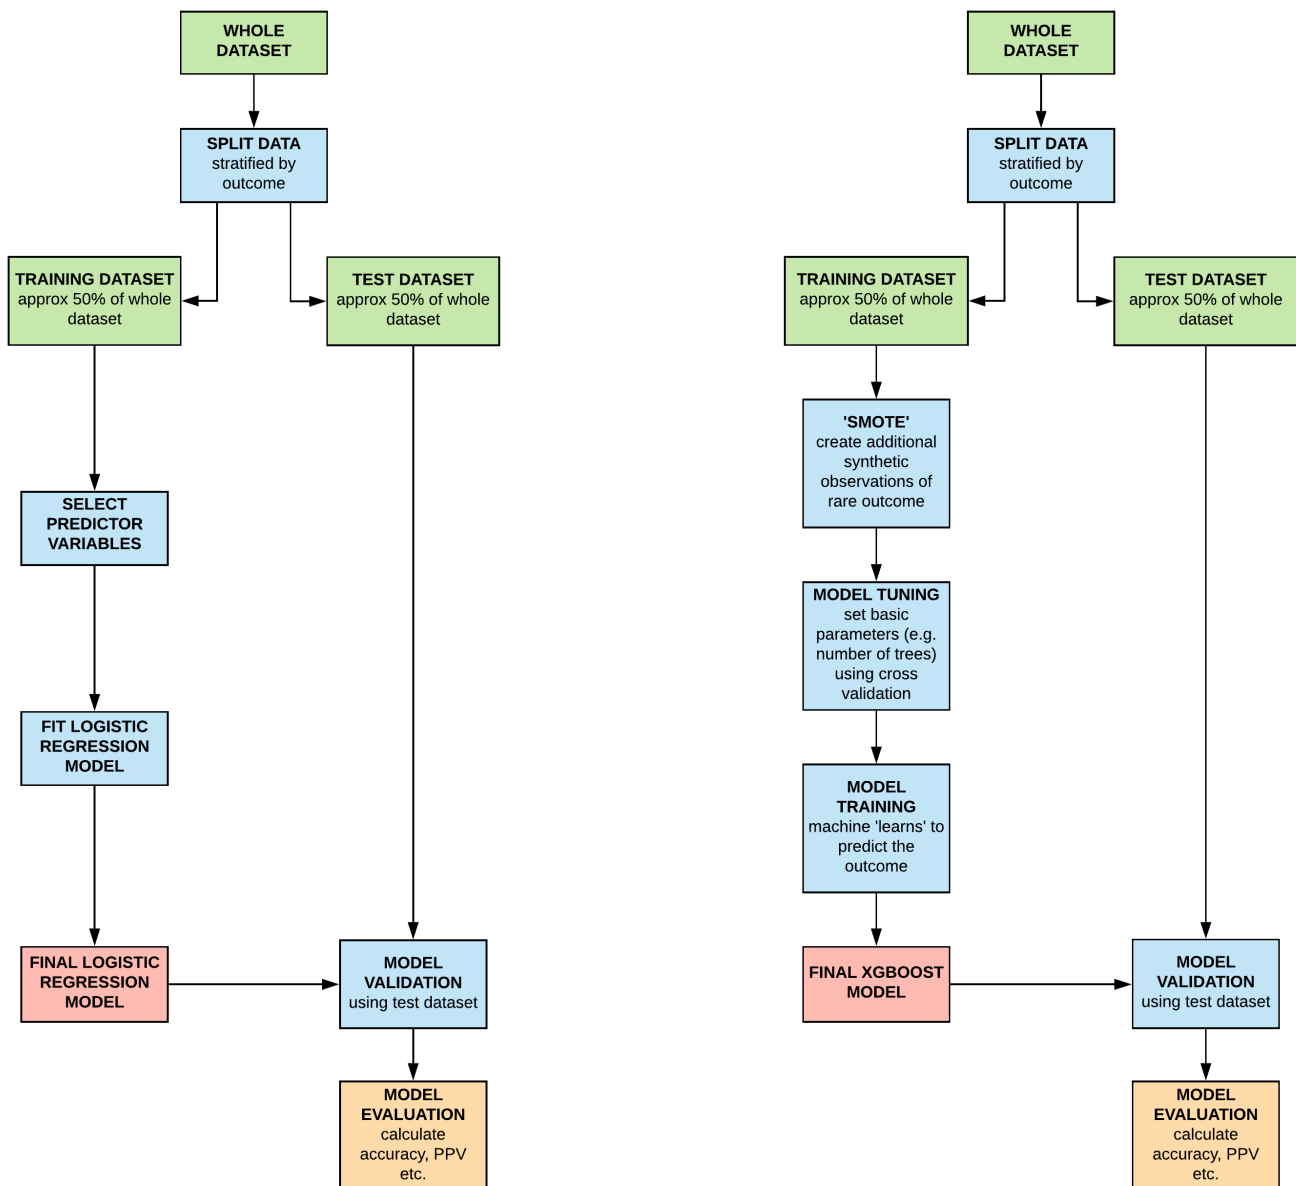 WHOLE
DATASET
SPLIT DATA
stratified by
outcome
TRAINING DATASET
approx 50% of whole
dataset
TEST DATASET
approx 50% of whole
dataset
SELECT
PREDICTOR
VARIABLES
FIT LOGISTIC
REGRESSION
MODEL
FINAL LOGISTIC
REGRESSION
MODEL
MODEL
VALIDATION
using test dataset
MODEL
EVALUATION
calculate
accuracy, PPV
etc.
WHOLE
DATASET
SPLIT DATA
stratified by
outcome
TRAINING DATASET
approx 50% of whole
dataset
TEST DATASET
approx 50% of whole
dataset
'SMOTE'
create additional
synthetic
observations of
rare outcome
MODEL TUNING
set basic
parameters (e.g.
number of trees)
using cross
validation
MODEL
TRAINING
machine 'learns' to
predict the
outcome
FINAL XGBOOST
MODEL
MODEL
VALIDATION
using test dataset
MODEL
EVALUATION
calculate
accuracy, PPV
etc.